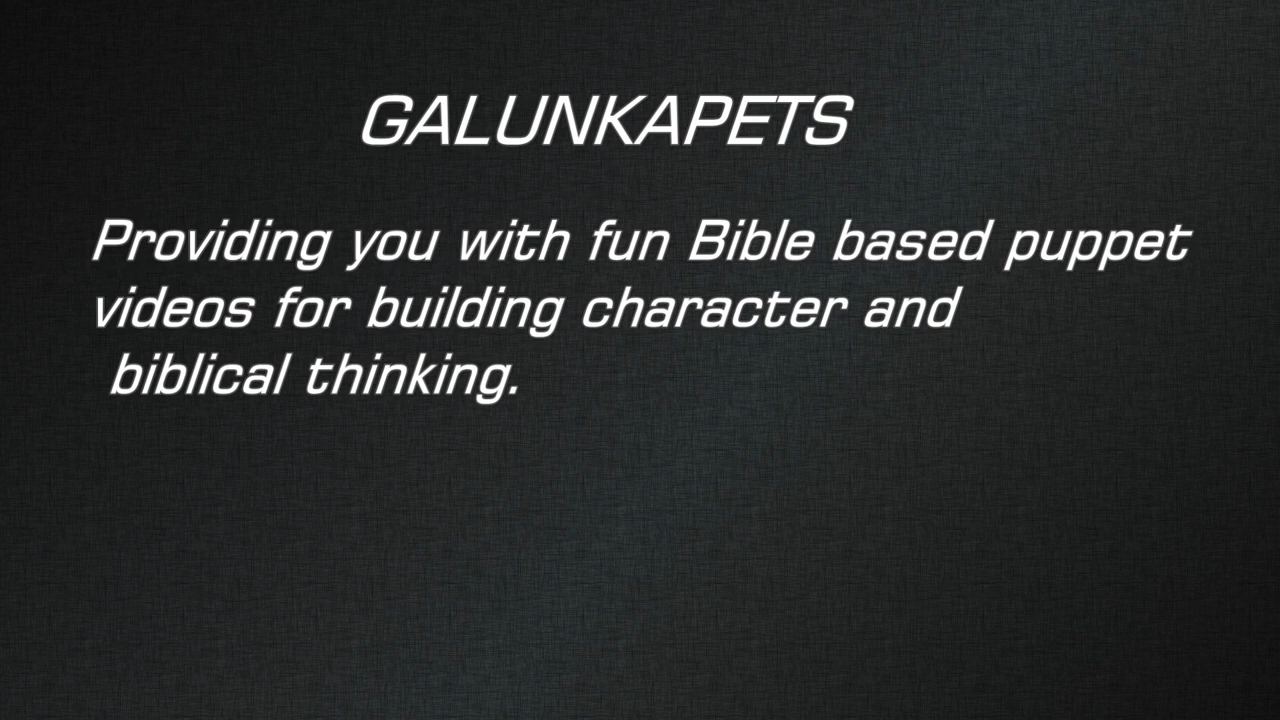 GALUNKAPETS
Providing you with fun Bible based puppet
videos for building character and
biblical thinking.